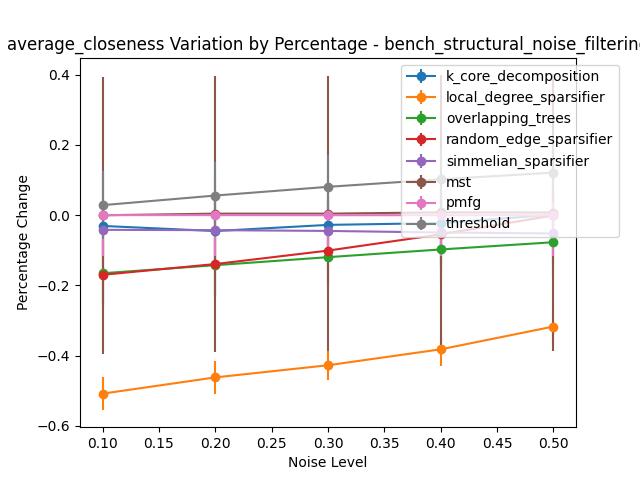 average_closeness Variation by Percentage - bench_structural_noise_filtering
k_core_decomposition
local_degree_sparsifier
overlapping_trees
random_edge_sparsifier
simmelian_sparsifier
mst
pmfg
threshold
Percentage Change
0.4
0.2
0.0
−0.2
−0.4
−0.6
0.10
0.15
0.20
0.25
0.30
0.35
0.40
0.45
0.50
Noise Level